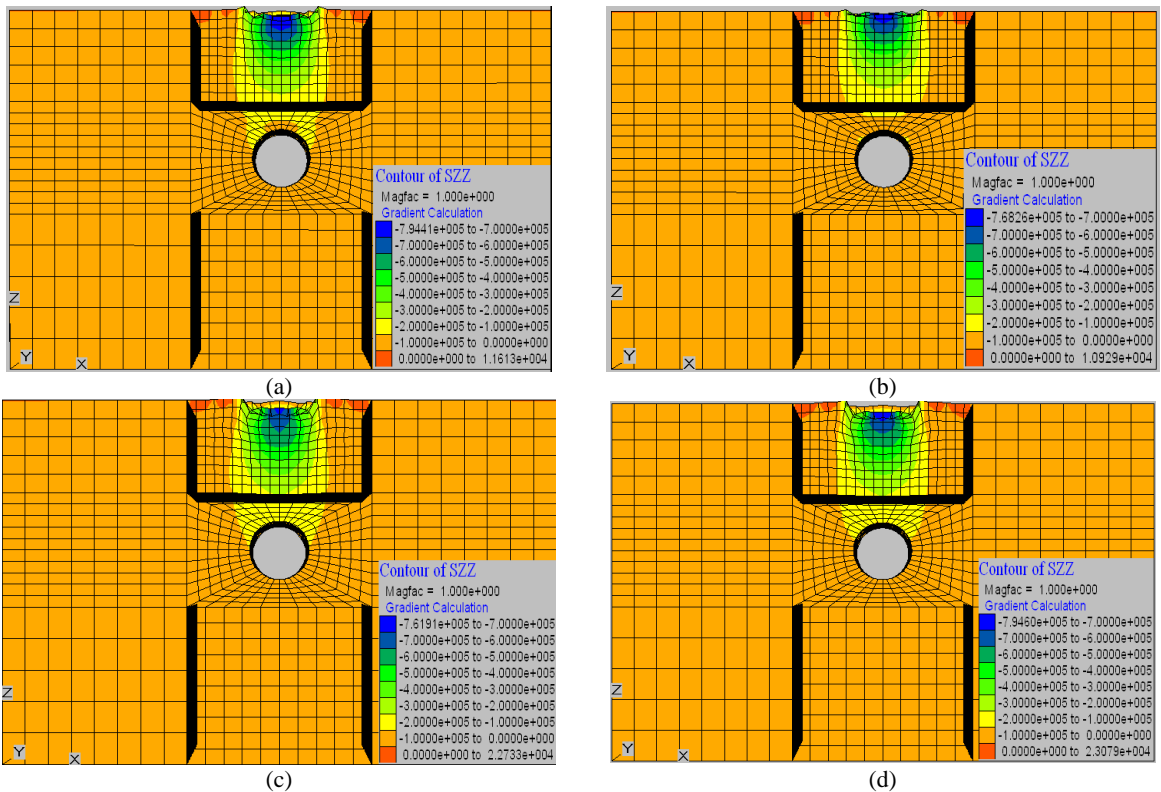 Contour of SZZ
Magfac = 1.000e+000
Gradient Calculation
-7.9441e+005 to -7.0000e+005
-7.0000e+005 to -6.0000e+005
-6.0000e+005 to -5.0000e+005
-5.0000e+005 to -4.0000e+005
-4.0000e+005 to -3.0000e+005
-3.0000e+005 to -2.0000e+005
-2.0000e+005 to -1.0000e+005
-1.0000e+005 to 0.0000e+000
0.0000e+000 to 1.1613e+004
Z
Y
X
(a)
Contour of SZZ
Magfac = 1.000e+000
Gradient Calculation
-7.6826e+005 to -7.0000e+005
-7.0000e+005 to -6.0000e+005
-6.0000e+005 to -5.0000e+005
-5.0000e+005 to -4.0000e+005
-4.0000e+005 to -3.0000e+005
-3.0000e+005 to -2.0000e+005
-2.0000e+005 to -1.0000e+005
-1.0000e+005 to 0.0000e+000
0.0000e+000 to 1.0929e+004
Z
Y
X
(b)
Contour of SZZ
Magfac = 1.000e+000
Gradient Calculation
-7.6191e+005 to -7.0000e+005
-7.0000e+005 to -6.0000e+005
-6.0000e+005 to -5.0000e+005
-5.0000e+005 to -4.0000e+005
-4.0000e+005 to -3.0000e+005
-3.0000e+005 to -2.0000e+005
-2.0000e+005 to -1.0000e+005
-1.0000e+005 to 0.0000e+000
0.0000e+000 to 2.2733e+004
Z
Y
X
(c)
Contour of SZZ
Magfac = 1.000e+000
Gradient Calculation
-7.9460e+005 to -7.0000e+005
-7.0000e+005 to -6.0000e+005
-6.0000e+005 to -5.0000e+005
-5.0000e+005 to -4.0000e+005
-4.0000e+005 to -3.0000e+005
-3.0000e+005 to -2.0000e+005
-2.0000e+005 to -1.0000e+005
-1.0000e+005 to 0.0000e+000
0.0000e+000 to 2.3079e+004
Z
Y
X
(d)